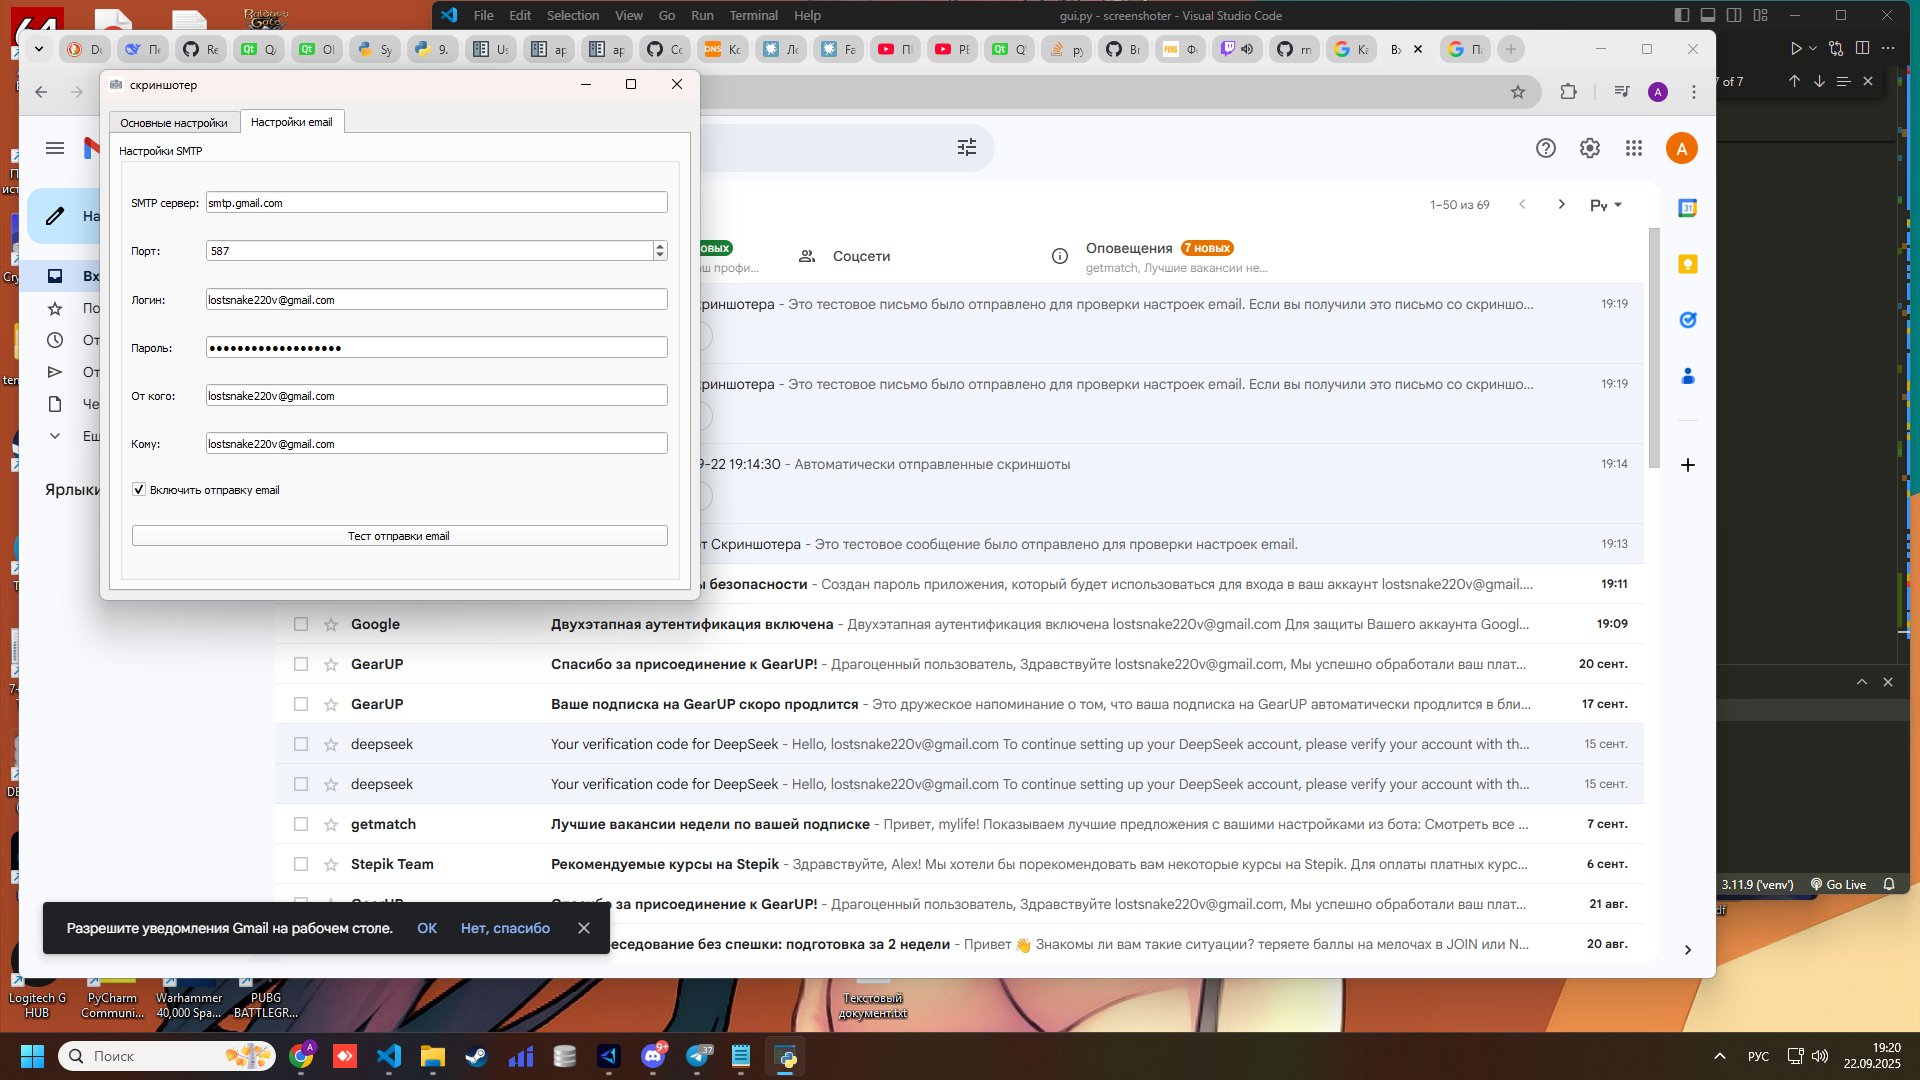 File Edit Selection View Go Run Terminal Help
gui.py - screenshoter - Visual Studio Code
7 of 7
скриншотер
Основные настройки
Настройки email
Настройки SMTP
SMTP сервер: smtp.gmail.com
Порт: 587
Логин: lostsnake220v@gmail.com
Пароль: •••••••••••••••••••
От кого: lostsnake220v@gmail.com
Кому: lostsnake220v@gmail.com
Включить отправку email
Тест отправки email
1–50 из 69
Ру
Соцсети
Оповещения 7 новых
getmatch, Лучшие вакансии не...
Ярлыки
Это тестовое письмо было отправлено для проверки настроек email. Если вы получили это письмо со скриншо... 19:19
Это тестовое письмо было отправлено для проверки настроек email. Если вы получили это письмо со скриншо... 19:19
9-22 19:14:30 - Автоматически отправленные скриншоты 19:14
от Скриншотера - Это тестовое сообщение было отправлено для проверки настроек email. 19:13
безопасности - Создан пароль приложения, который будет использоваться для входа в ваш аккаунт lostsnake220v@gmail.... 19:11
Google Двухэтапная аутентификация включена - Двухэтапная аутентификация включена lostsnake220v@gmail.com Для защиты Вашего аккаунта Googl... 19:09
GearUP Спасибо за присоединение к GearUP! - Драгоценный пользователь, Здравствуйте lostsnake220v@gmail.com, Мы успешно обработали ваш плат... 20 сент.
GearUP Ваше подписка на GearUP скоро продлится - Это дружеское напоминание о том, что ваша подписка на GearUP автоматически продлится в бли... 17 сент.
deepseek Your verification code for DeepSeek - Hello, lostsnake220v@gmail.com To continue setting up your DeepSeek account, please verify your account with th... 15 сент.
deepseek Your verification code for DeepSeek - Hello, lostsnake220v@gmail.com To continue setting up your DeepSeek account, please verify your account with th... 15 сент.
getmatch Лучшие вакансии недели по вашей подписке - Привет, mylife! Показываем лучшие предложения с вашими настройками из бота: Смотреть все ... 7 сент.
Stepik Team Рекомендуемые курсы на Stepik - Здравствуйте, Alex! Мы хотели бы порекомендовать вам некоторые курсы на Stepik. Для оплаты платных курс... 6 сент.
за присоединение к GearUP! - Драгоценный пользователь, Здравствуйте lostsnake220v@gmail.com, Мы успешно обработали ваш плат... 21 авг.
еседование без спешки: подготовка за 2 недели - Привет 👋 Знакомы ли вам такие ситуации? теряете баллы на мелочах в JOIN или N... 20 авг.
Разрешите уведомления Gmail на рабочем столе. ОК Нет, спасибо
3.11.9 ('venv') Go Live
Logitech G HUB
PyCharm Communi...
Warhammer 40,000 Spa...
PUBG BATTLEGR...
Текстовый документ.txt
Поиск
РУС
19:20
22.09.2025